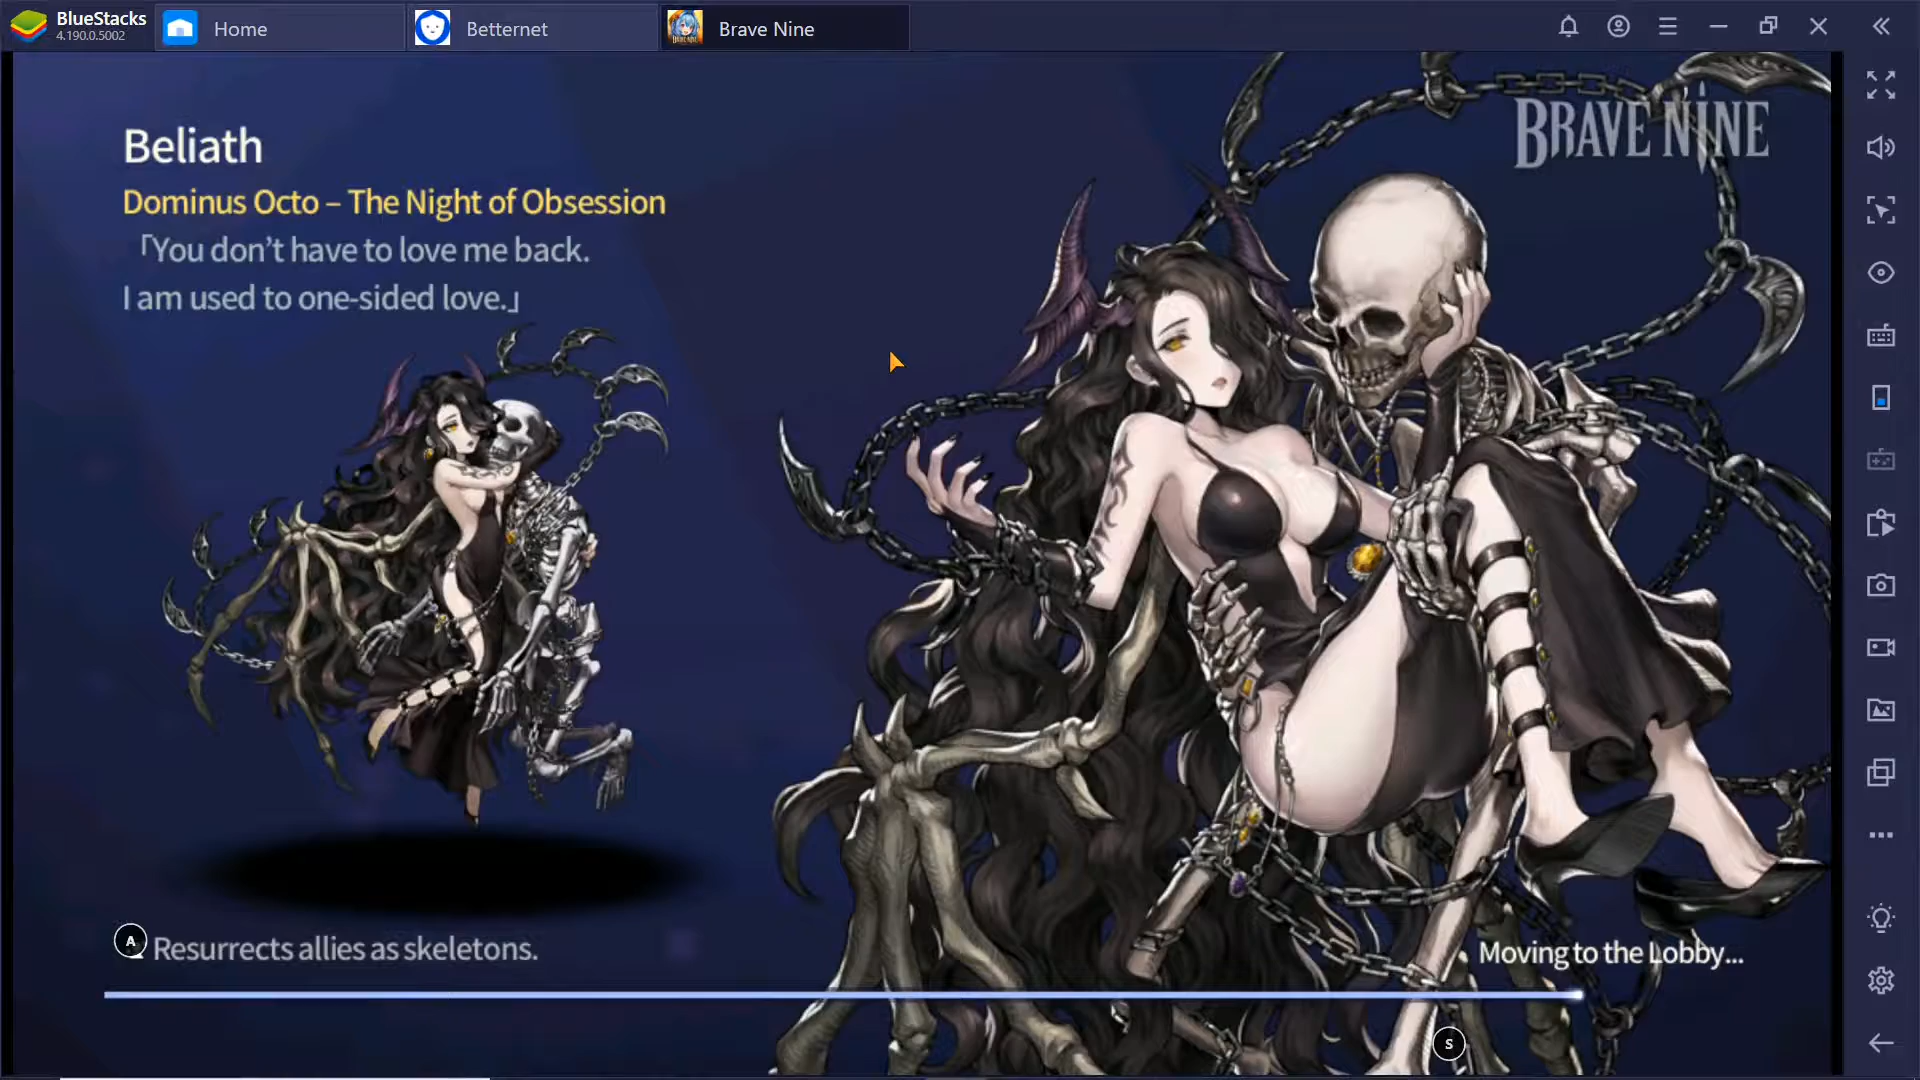 BlueStacks
4.190.0.5002
Home
Betternet
Brave Nine
BRAVE NINE
Beliath
Dominus Octo – The Night of Obsession
「You don’t have to love me back.
I am used to one-sided love.」
A
Resurrects allies as skeletons.
Moving to the Lobby...
S